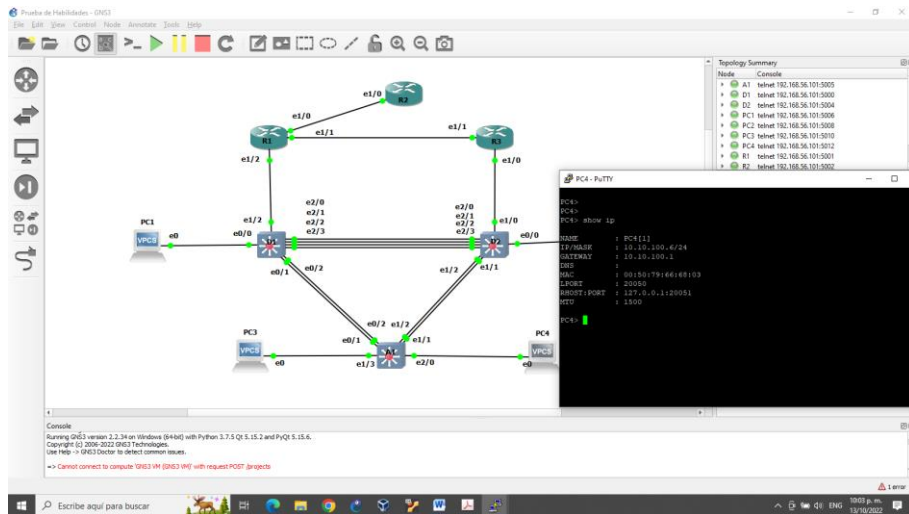 Prueba de Habilidades - GNS3
File Edit View Control Node Annotate Tools Help
Topology Summary
Node Console
A1 telnet 192.168.56.101:5005
D1 telnet 192.168.56.101:5000
D2 telnet 192.168.56.101:5004
PC1 telnet 192.168.56.101:5006
PC2 telnet 192.168.56.101:5008
PC3 telnet 192.168.56.101:5010
PC4 telnet 192.168.56.101:5012
R1 telnet 192.168.56.101:5001
R2 telnet 192.168.56.101:5002
e1/0
R2
e1/0
R1
e1/1
e1/1
R3
e1/2
e1/0
PC1
VPCS
e0
e0/0
e1/2
D1
e2/0
e2/1
e2/2
e2/3
e2/0
e2/1
e2/2
e2/3
e1/0
D2
e0/0
e0/1
e0/2
e1/2
e1/1
e0/2
e1/2
e0/1
e1/1
PC3
VPCS
e0
e1/3
e2/0
PC4
VPCS
e0
PC4 - PuTTY
PC4>
PC4>
PC4> show ip
NAME : PC4[1]
IP/MASK : 10.10.100.6/24
GATEWAY : 10.10.100.1
DNS :
MAC : 00:50:79:66:68:03
LPORT : 20050
RHOST:PORT : 127.0.0.1:20051
MTU : 1500
PC4>
Console
Running GNS3 version 2.2.34 on Windows (64-bit) with Python 3.7.5 Qt 5.15.2 and PyQt 5.15.6.
Copyright (c) 2006-2022 GNS3 Technologies.
Use Help -> GNS3 Doctor to detect common issues.
=> Cannot connect to compute 'GNS3 VM (GNS3 VM)' with request POST /projects
1 error
Escribe aquí para buscar
ENG
10:03 p. m.
13/10/2022